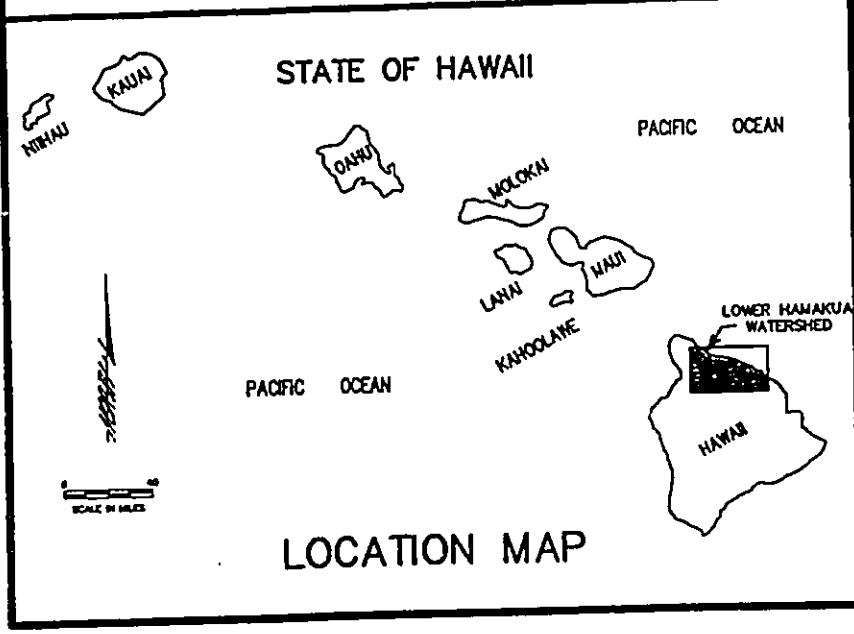 STATE OF HAWAII
KAUAI
NIIHAU
OAHU
PACIFIC OCEAN
MOLOKAI
LANAI
MAUI
KAHOOLAWE
LOWER HAMAKUA
WATERSHED
PACIFIC OCEAN
HAWAII
SCALE IN MILES
LOCATION MAP